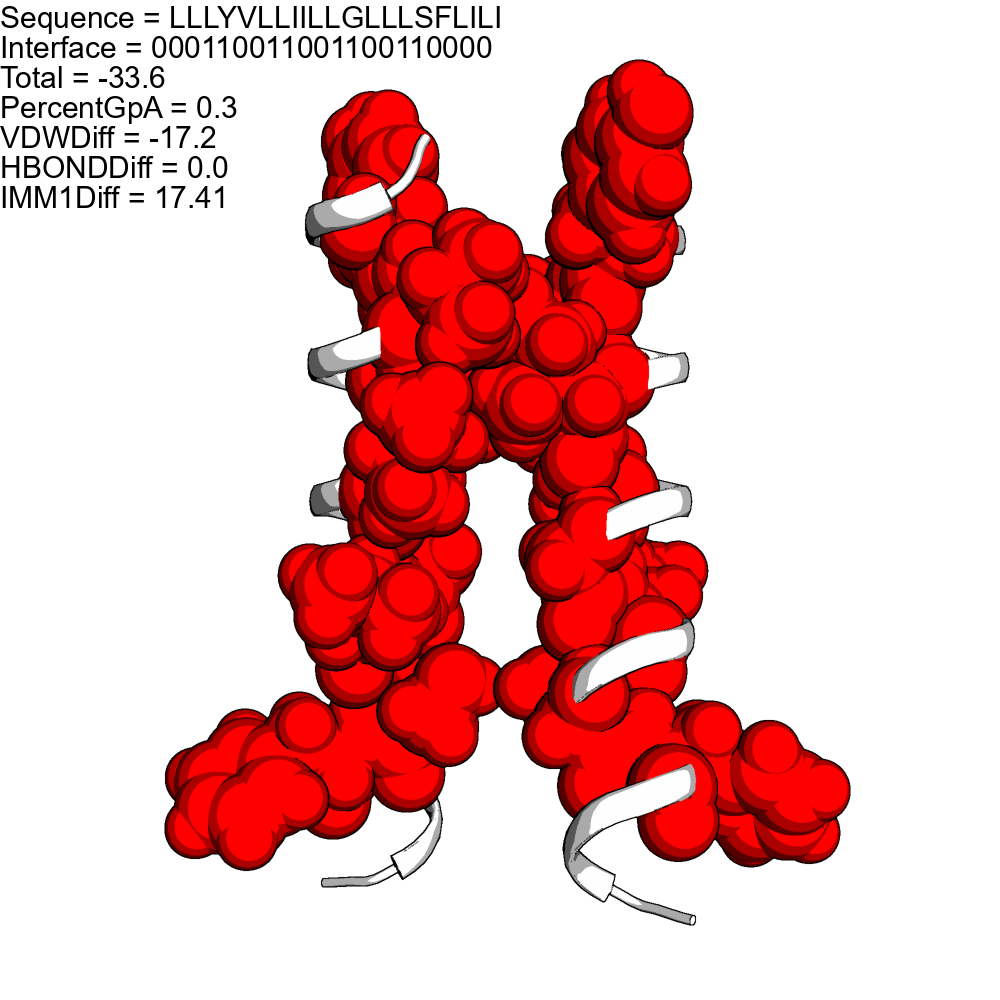 Sequence = LLLYVLLIILLGLLLSFLILI
Interface = 000110011001100110000
Total = -33.6
PercentGpA = 0.3
VDWDiff = -17.2
HBONDDiff = 0.0
IMM1Diff = 17.41